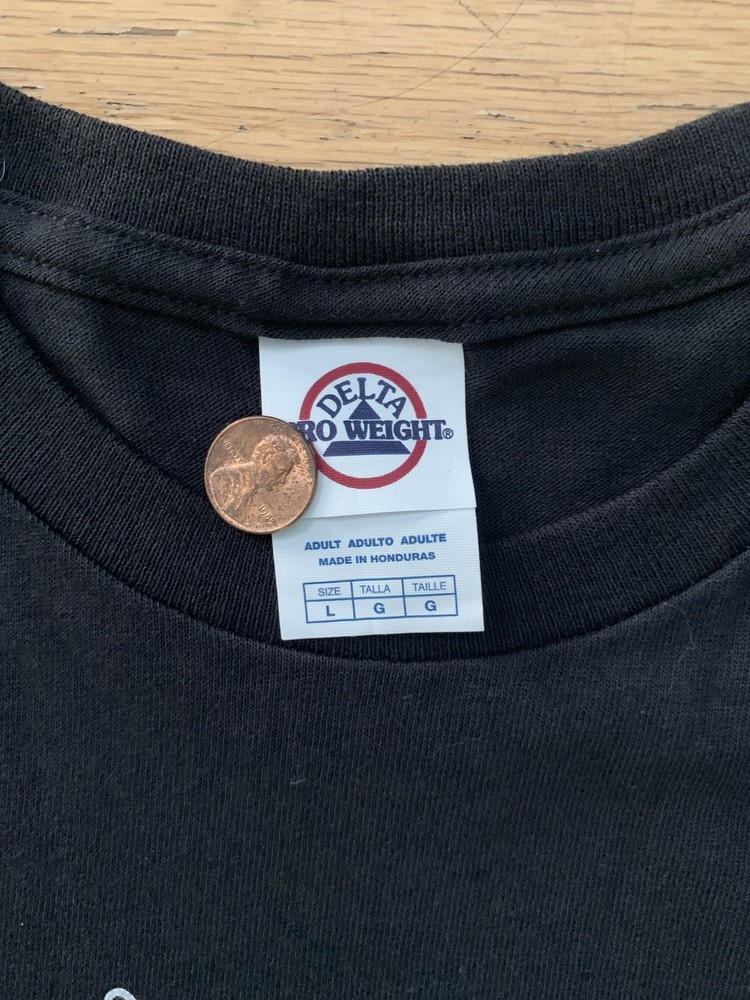 DELTA
RO WEIGHT®
ADULT ADULTO ADULTE
MADE IN HONDURAS
SIZE TALLA TAILLE
L G G